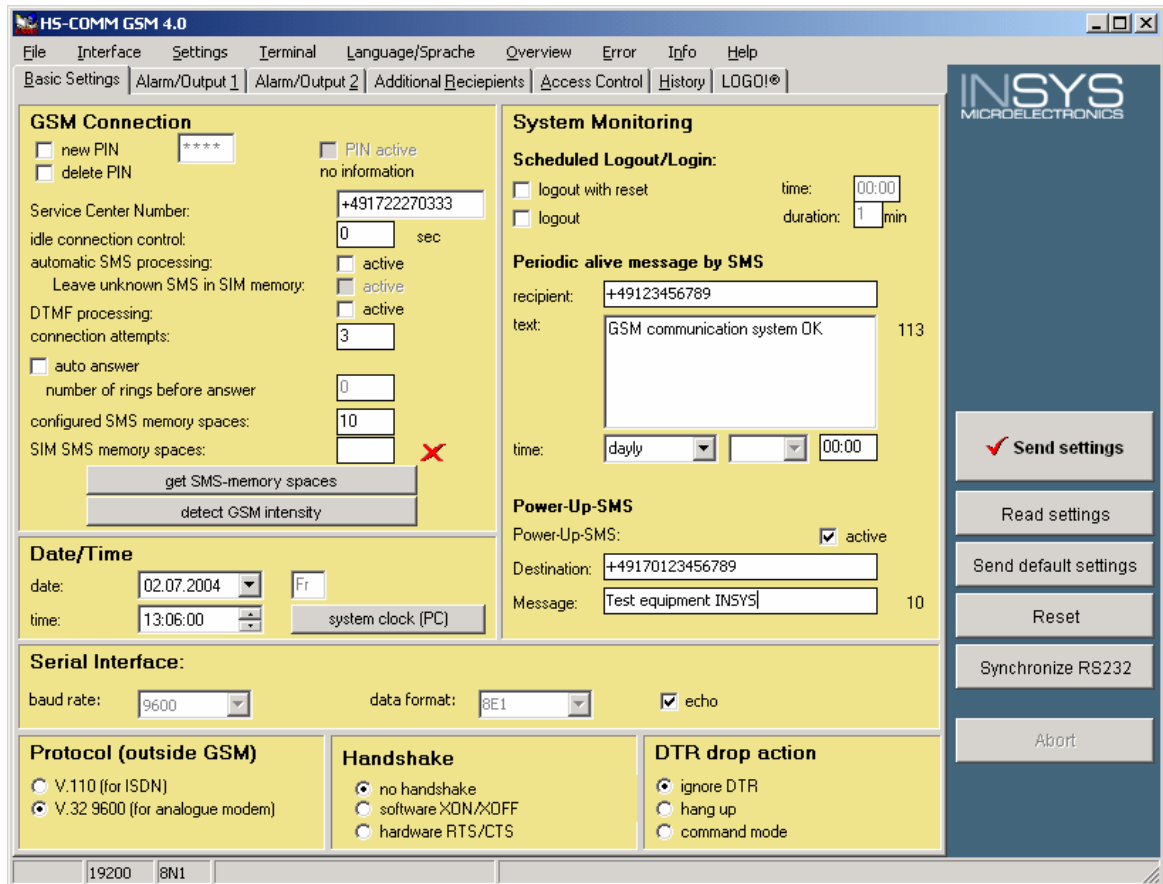 HS-COMM GSM 4.0
File Interface Settings Terminal Language/Sprache Overview Error Info Help
Basic Settings Alarm/Output 1 Alarm/Output 2 Additional Reciepients Access Control History LOGO!®
INSYS
MICROELECTRONICS
GSM Connection
new PIN **** PIN active
delete PIN no information
Service Center Number: +491722270333
idle connection control: 0 sec
automatic SMS processing: active
Leave unknown SMS in SIM memory: active
DTMF processing: active
connection attempts: 3
auto answer
number of rings before answer 0
configured SMS memory spaces: 10
SIM SMS memory spaces:
get SMS-memory spaces
detect GSM intensity
Date/Time
date: 02.07.2004 Fr
time: 13:06:00 system clock (PC)
System Monitoring
Scheduled Logout/Login:
logout with reset time: 00:00
logout duration: 1 min
Periodic alive message by SMS
recipient: +49123456789
text: GSM communication system OK 113
time: dayly 00:00
Power-Up-SMS
Power-Up-SMS: active
Destination: +49170123456789
Message: Test equipment INSYS 10
Serial Interface:
baud rate: 9600 data format: 8E1 echo
Protocol (outside GSM)
V.110 (for ISDN)
V.32 9600 (for analogue modem)
Handshake
no handshake
software XON/XOFF
hardware RTS/CTS
DTR drop action
ignore DTR
hang up
command mode
Send settings
Read settings
Send default settings
Reset
Synchronize RS232
Abort
19200 8N1